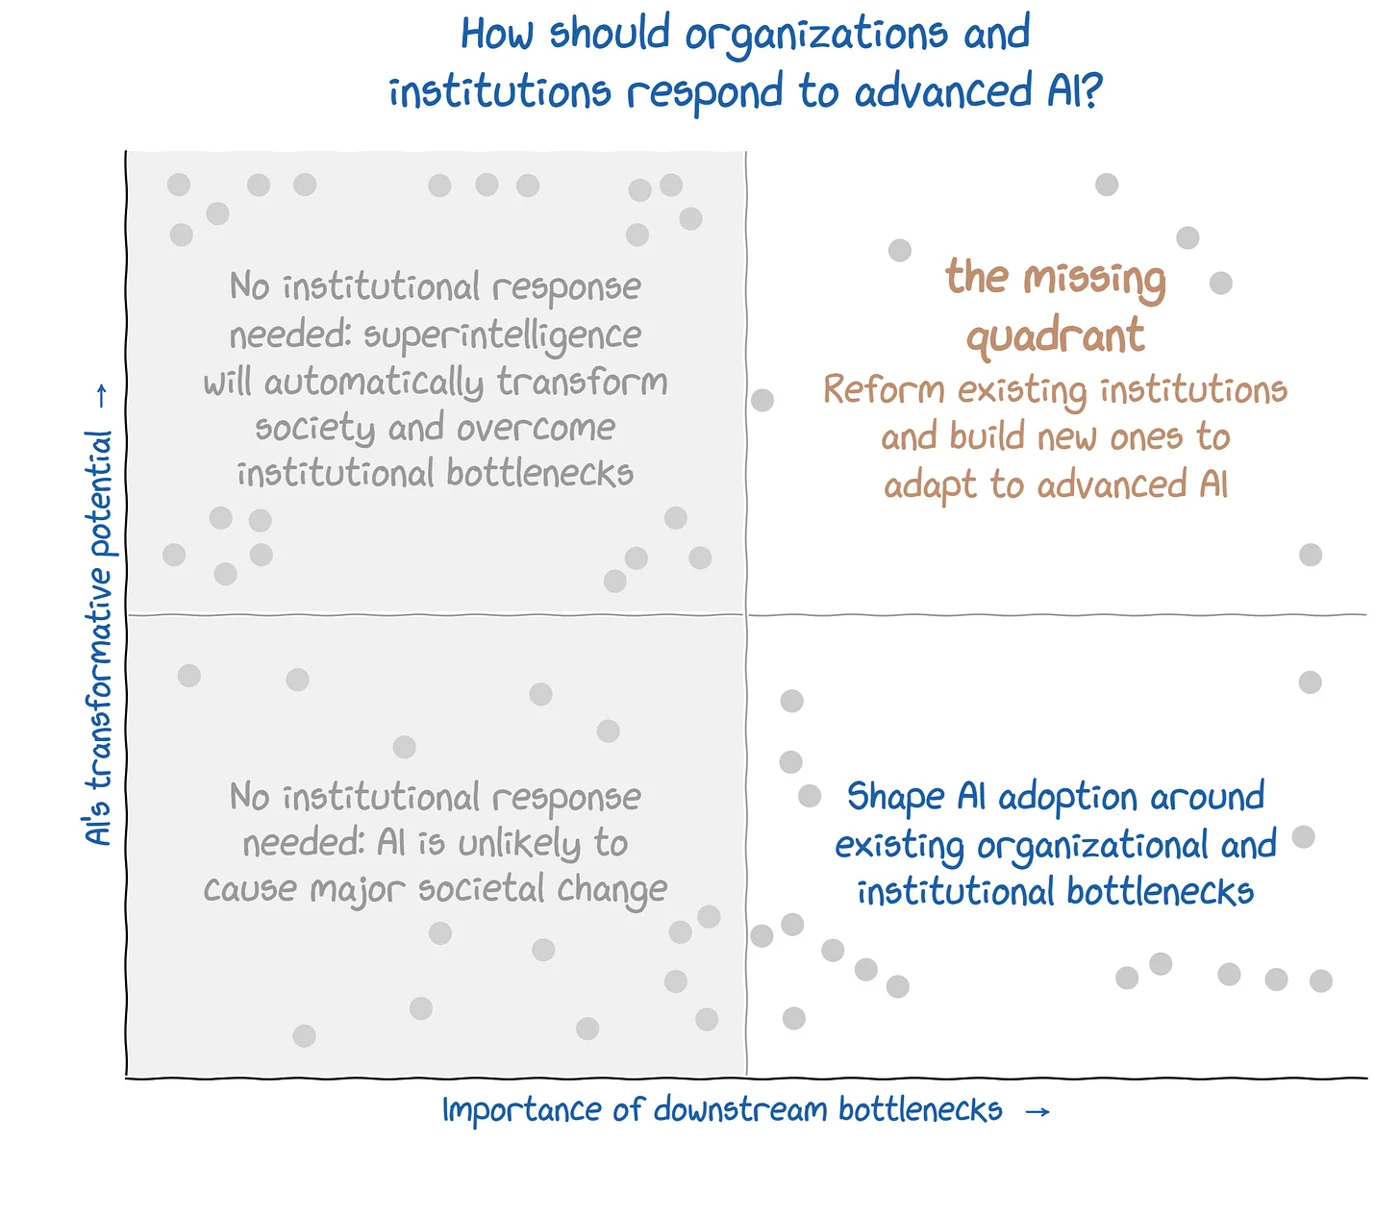 How should organizations and
institutions respond to advanced AI?
AI's transformative potential →
No institutional response
needed: superintelligence
will automatically transform
society and overcome
institutional bottlenecks
the missing
quadrant
Reform existing institutions
and build new ones to
adapt to advanced AI
No institutional response
needed: AI is unlikely to
cause major societal change
Shape AI adoption around
existing organizational and
institutional bottlenecks
Importance of downstream bottlenecks →